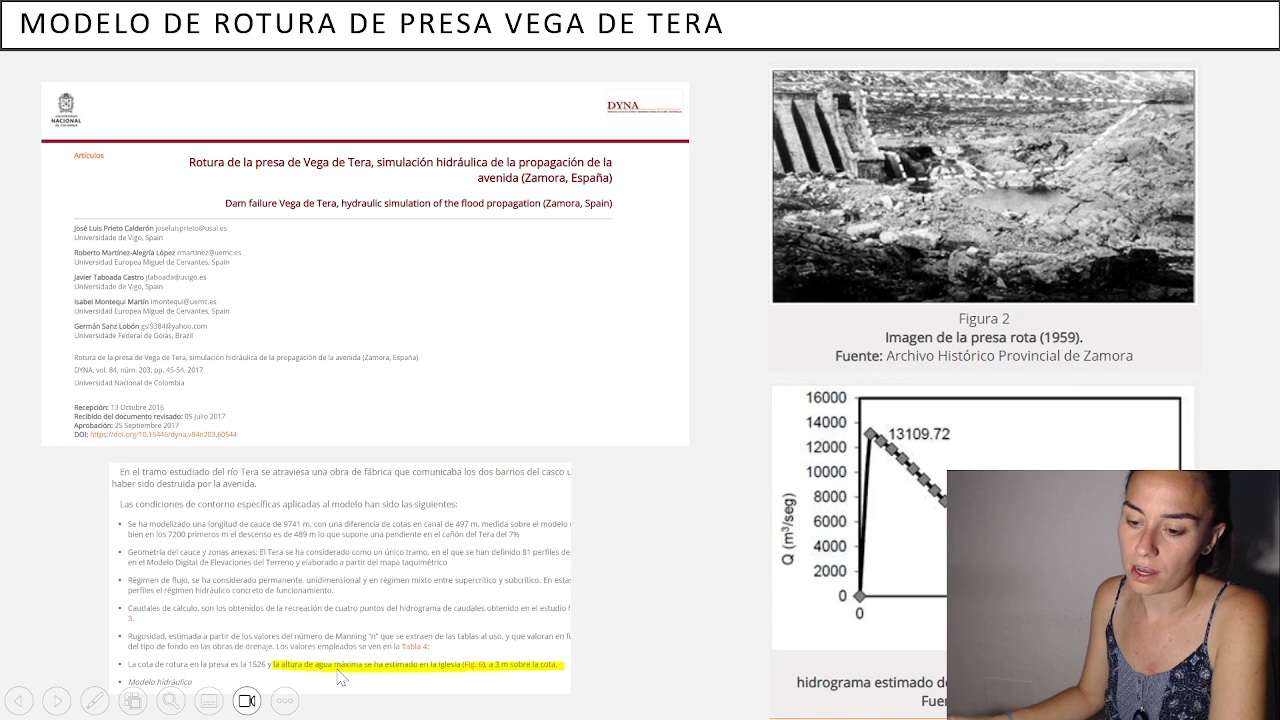 MODELO DE ROTURA DE PRESA VEGA DE TERA
UNIVERSIDAD
NACIONAL
DE COLOMBIA
DYNA
Artículos
Rotura de la presa de Vega de Tera, simulación hidráulica de la propagación de la
avenida (Zamora, España)
Dam failure Vega de Tera, hydraulic simulation of the flood propagation (Zamora, Spain)
José Luis Prieto Calderón joseluisprieto@usal.es
Universidade de Vigo, Spain
Roberto Martínez-Alegría López rmartinez@uemc.es
Universidad Europea Miguel de Cervantes, Spain
Javier Taboada Castro jtaboada@uvigo.es
Universidade de Vigo, Spain
Isabel Montequi Martín imontequi@uemc.es
Universidad Europea Miguel de Cervantes, Spain
Germán Sanz Lobón gsl9384@yahoo.com
Universidade Federal de Goiás, Brazil
Rotura de la presa de Vega de Tera, simulación hidráulica de la propagación de la avenida (Zamora, España)
DYNA, vol. 84, núm. 203, pp. 45-54, 2017
Universidad Nacional de Colombia
Recepción: 13 Octubre 2016
Recibido del documento revisado: 05 Julio 2017
Aprobación: 25 Septiembre 2017
DOI: https://doi.org/10.15446/dyna.v84n203.60544
En el tramo estudiado del río Tera se atraviesa una obra de fábrica que comunicaba los dos barrios del casco u
haber sido destruida por la avenida.
Las condiciones de contorno específicas aplicadas al modelo han sido las siguientes:
• Se ha modelizado una longitud de cauce de 9741 m, con una diferencia de cotas en canal de 497 m, medida sobre el modelo
bien en los 7200 primeros m el descenso es de 489 m lo que supone una pendiente en el cañón del Tera del 7%
• Geometría del cauce y zonas anexas: El Tera se ha considerado como un único tramo, en el que se han definido 81 perfiles de
en el Modelo Digital de Elevaciones del Terreno y elaborado a partir del mapa taquimétrico
• Régimen de flujo, se ha considerado permanente, unidimensional y en régimen mixto entre supercrítico y subcrítico. En estas
perfiles el régimen hidráulico concreto de funcionamiento.
• Caudales de cálculo, son los obtenidos de la recreación de cuatro puntos del hidrograma de caudales obtenido en el estudio
3.
• Rugosidad, estimada a partir de los valores del número de Manning "n" que se extraen de las tablas al uso, y que valoran en fu
del tipo de fondo en las obras de drenaje. Los valores empleados se ven en la Tabla 4:
• La cota de rotura en la presa es la 1526 y la altura de agua máxima se ha estimado en la iglesia (Fig. 6), a 3 m sobre la cota.
• Modelo hidráulico
Figura 2
Imagen de la presa rota (1959).
Fuente: Archivo Histórico Provincial de Zamora
16000
14000
12000
10000
8000
6000
4000
2000
0
Q (m³/seg)
13109.72
0
hidrograma estimado de
Fue